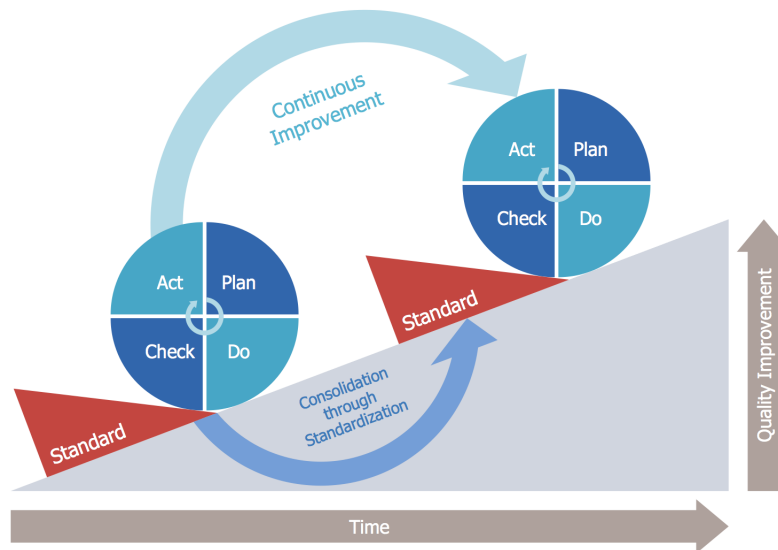 Continuous
Improvement
Act
Plan
Check
Do
Act
Plan
Check
Do
Standard
Standard
Consolidation
through
Standardization
Quality Improvement
Time